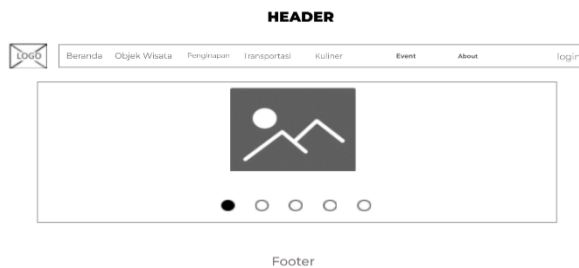 HEADER
LOGO Beranda Objek Wisata Penginapan Transportasi Kuliner Event About login
Footer